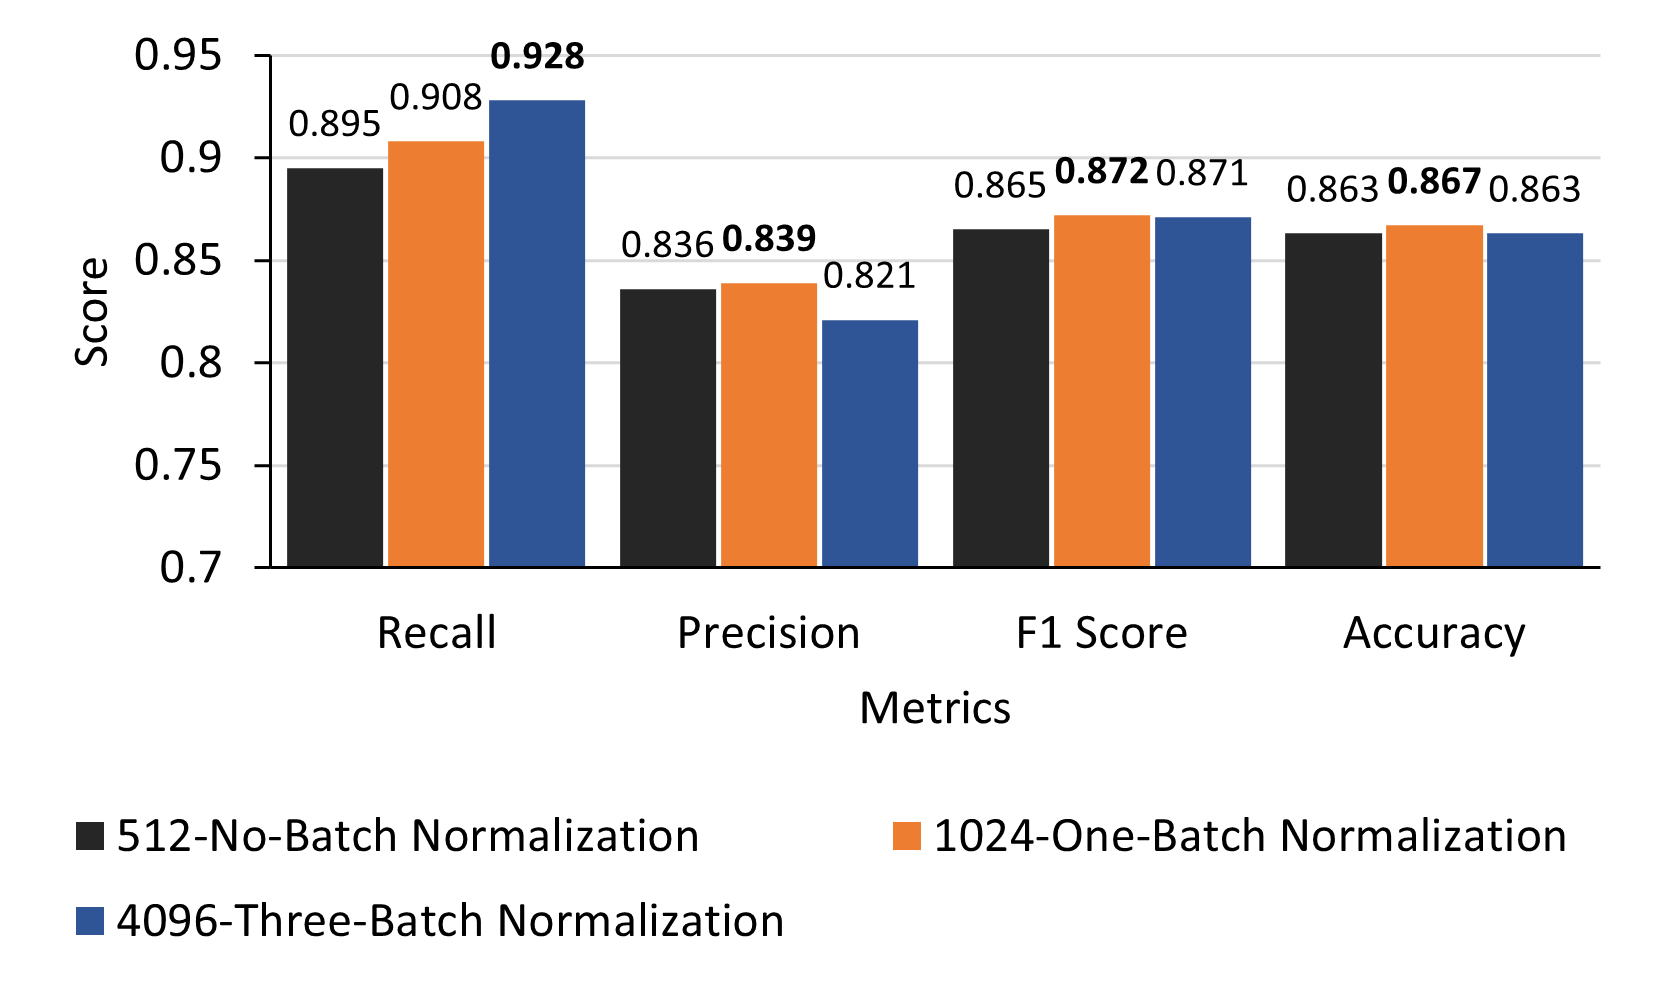 0.95
0.9
0.85
0.8
0.75
0.7
Score
0.895
0.908
0.928
0.836
0.839
0.821
0.865
0.872
0.871
0.863
0.867
0.863
Recall
Precision
F1 Score
Accuracy
Metrics
512-No-Batch Normalization
1024-One-Batch Normalization
4096-Three-Batch Normalization